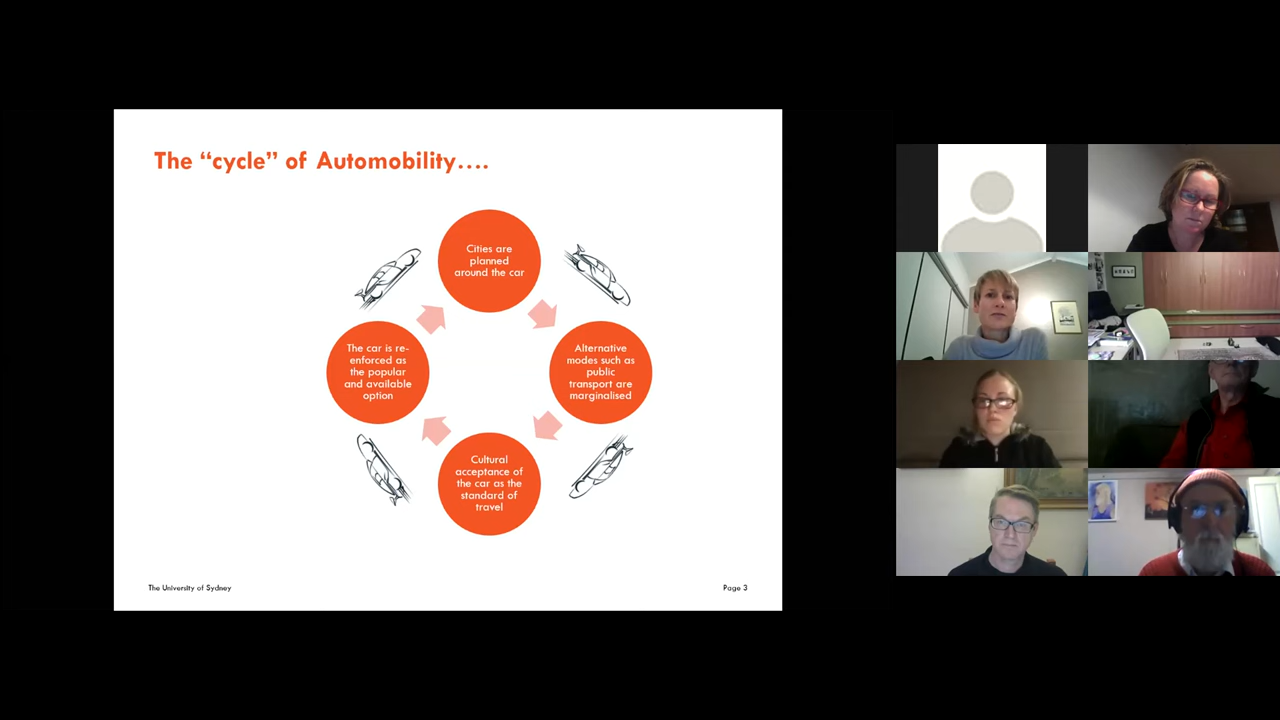 The “cycle” of Automobility....
Cities are
planned
around the car
Alternative
modes such as
public
transport are
marginalised
Cultural
acceptance of
the car as the
standard of
travel
The car is re-
enforced as
the popular
and available
option
The University of Sydney
Page 3